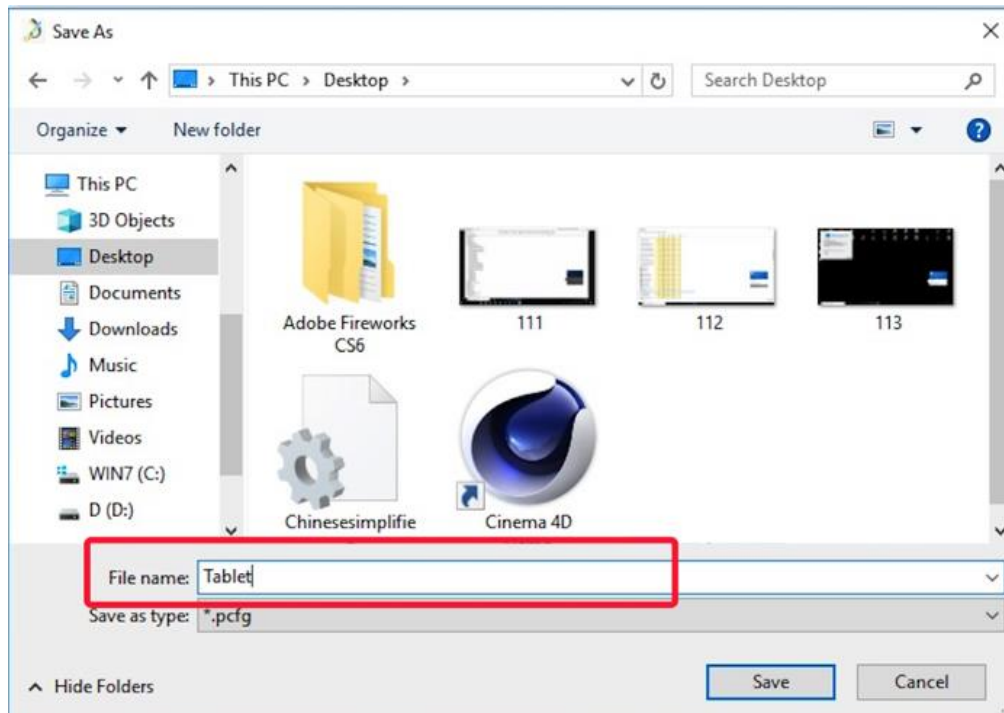 Save As
This PC > Desktop >
Search Desktop
Organize
New folder
This PC
3D Objects
Desktop
Documents
Downloads
Music
Pictures
Videos
WIN7 (C:)
D (D:)
Adobe Fireworks
CS6
111
112
113
Chinesesimplifie
Cinema 4D
File name: Tablet
Save as type: *.pcfg
Hide Folders
Save
Cancel